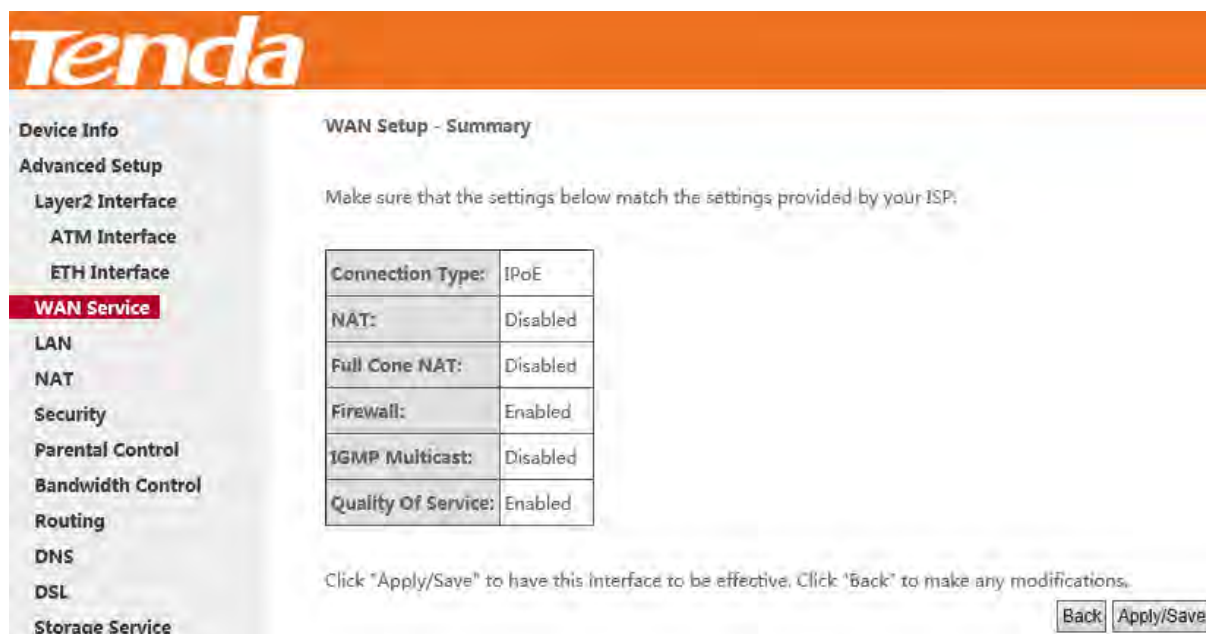 Tenda
Device Info
Advanced Setup
Layer2 Interface
ATM Interface
ETH Interface
WAN Service
LAN
NAT
Security
Parental Control
Bandwidth Control
Routing
DNS
DSL
Storage Service
WAN Setup - Summary
Make sure that the settings below match the settings provided by your ISP.
Connection Type: IPoE
NAT: Disabled
Full Cone NAT: Disabled
Firewall: Enabled
IGMP Multicast: Disabled
Quality Of Service: Enabled
Click "Apply/Save" to have this interface to be effective. Click "Back" to make any modifications.
Back Apply/Save